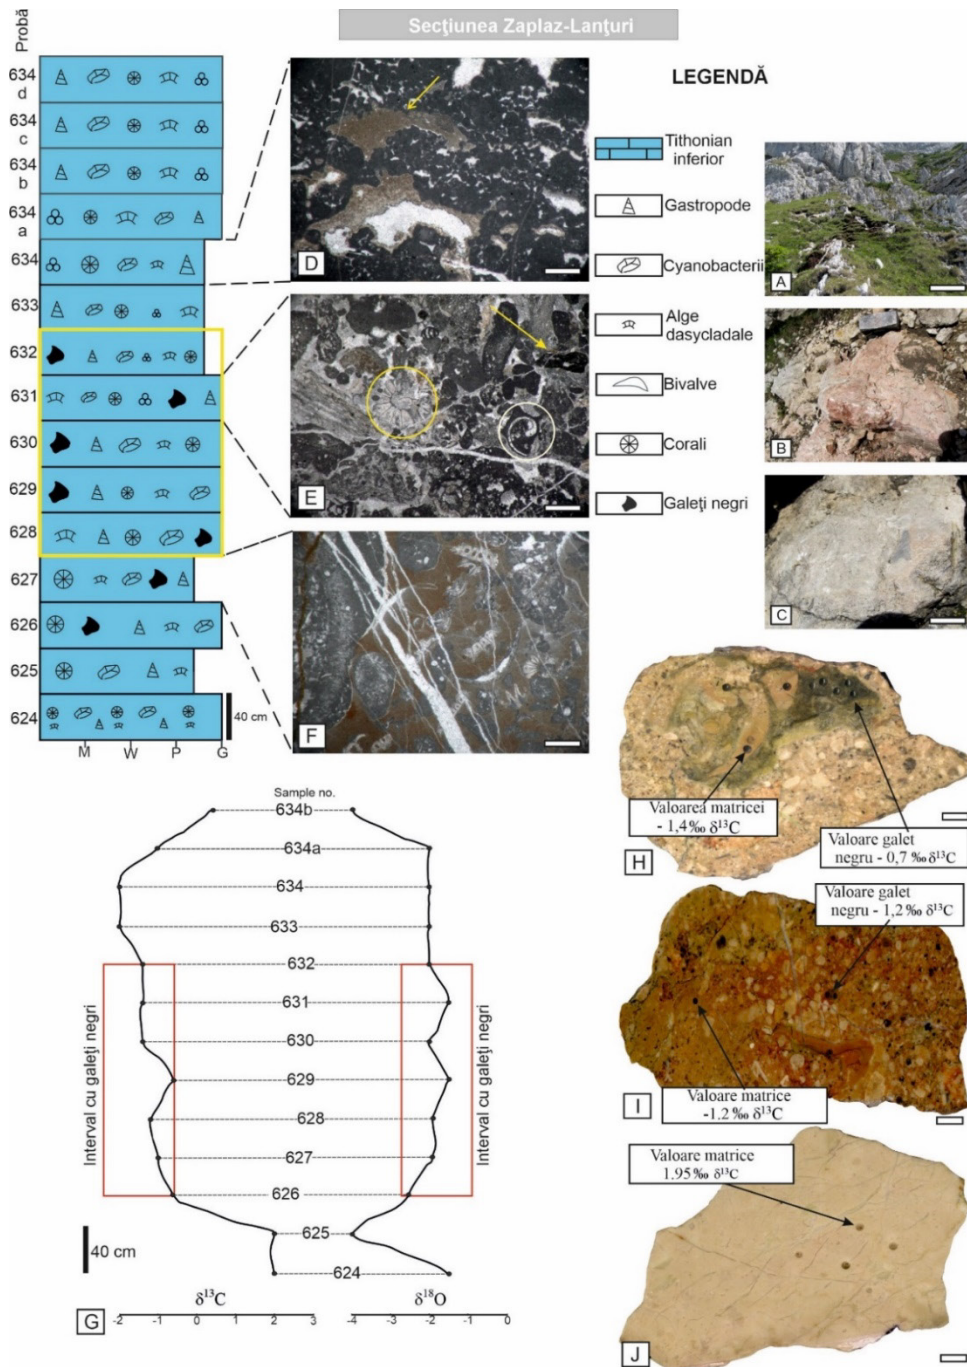 Secţiunea Zaplaz-Lanţuri
Probă
634
d
634
c
634
b
634
a
634
633
632
631
630
629
628
627
626
625
624
40 cm
M W P G
D
E
F
LEGENDĂ
Tithonian
inferior
Gastropode
Cyanobacterii
Alge
dasycladale
Bivalve
Corali
Galeţi negri
A
B
C
Sample no.
634b
634a
634
633
632
631
630
629
628
627
626
625
624
Interval cu galeţi negri
Interval cu galeţi negri
40 cm
G
δ¹³C
-2 -1 0 1 2 3
δ¹⁸O
-4 -3 -2 -1 0
Valoarea matricei
- 1,4‰ δ¹³C
Valoare galet
negru - 0,7 ‰ δ¹³C
H
Valoare galet
negru - 1,2 ‰ δ¹³C
Valoare matrice
-1.2 ‰ δ¹³C
I
Valoare matrice
1.95‰ δ¹³C
J